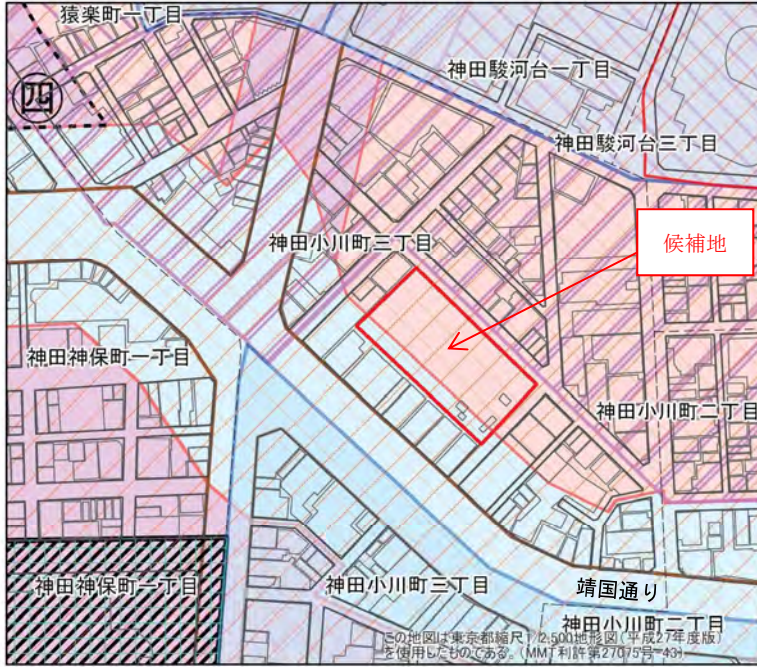 猿楽町一丁目
四
神田駿河台一丁目
神田駿河台三丁目
候補地
神田小川町三丁目
神田神保町一丁目
神田小川町二丁目
神田神保町一丁目
神田小川町三丁目
靖国通り
神田小川町二丁目
この地図は東京都縮尺1/2,500地形図(平成27年度版)
を使用したものである。(MMT利許第27075号-43)